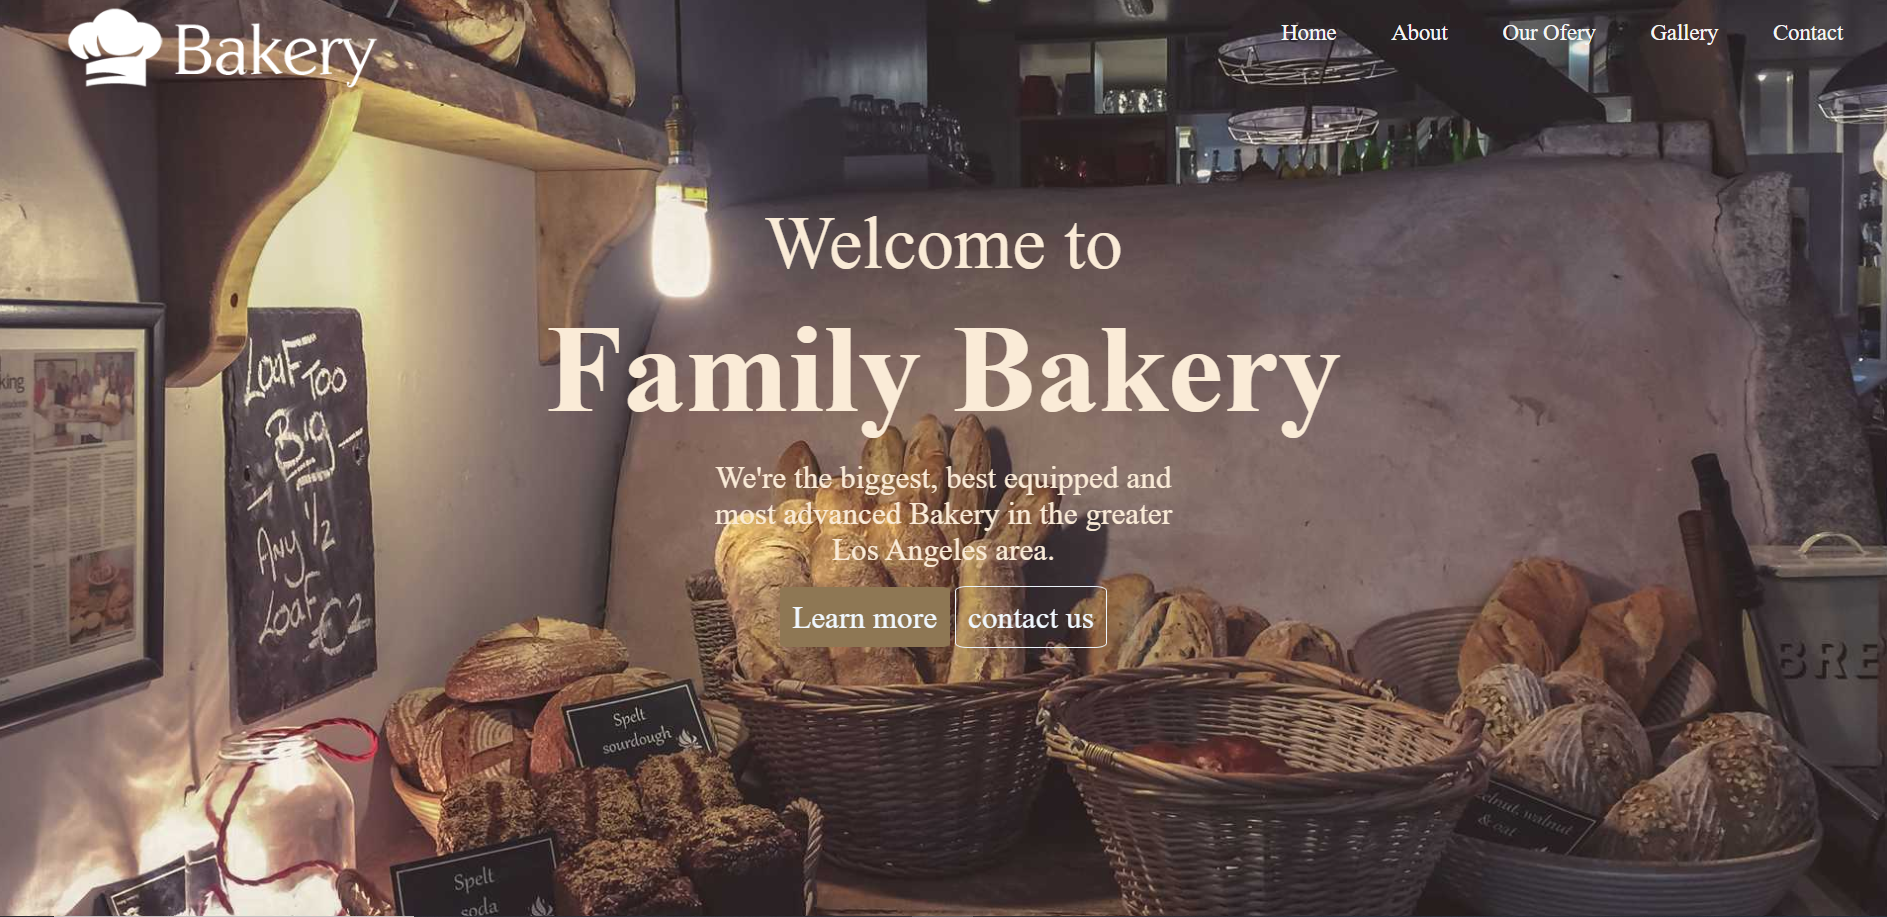 Bakery
Home About Our Ofery Gallery Contact
Welcome to
Family Bakery
We're the biggest, best equipped and
most advanced Bakery in the greater
Los Angeles area.
Learn more contact us
king
LOAF TOO
BIG
ANY 1/2
LOAF £2
Spelt
sourdough
Spelt
soda
walnut
& oat
BRE